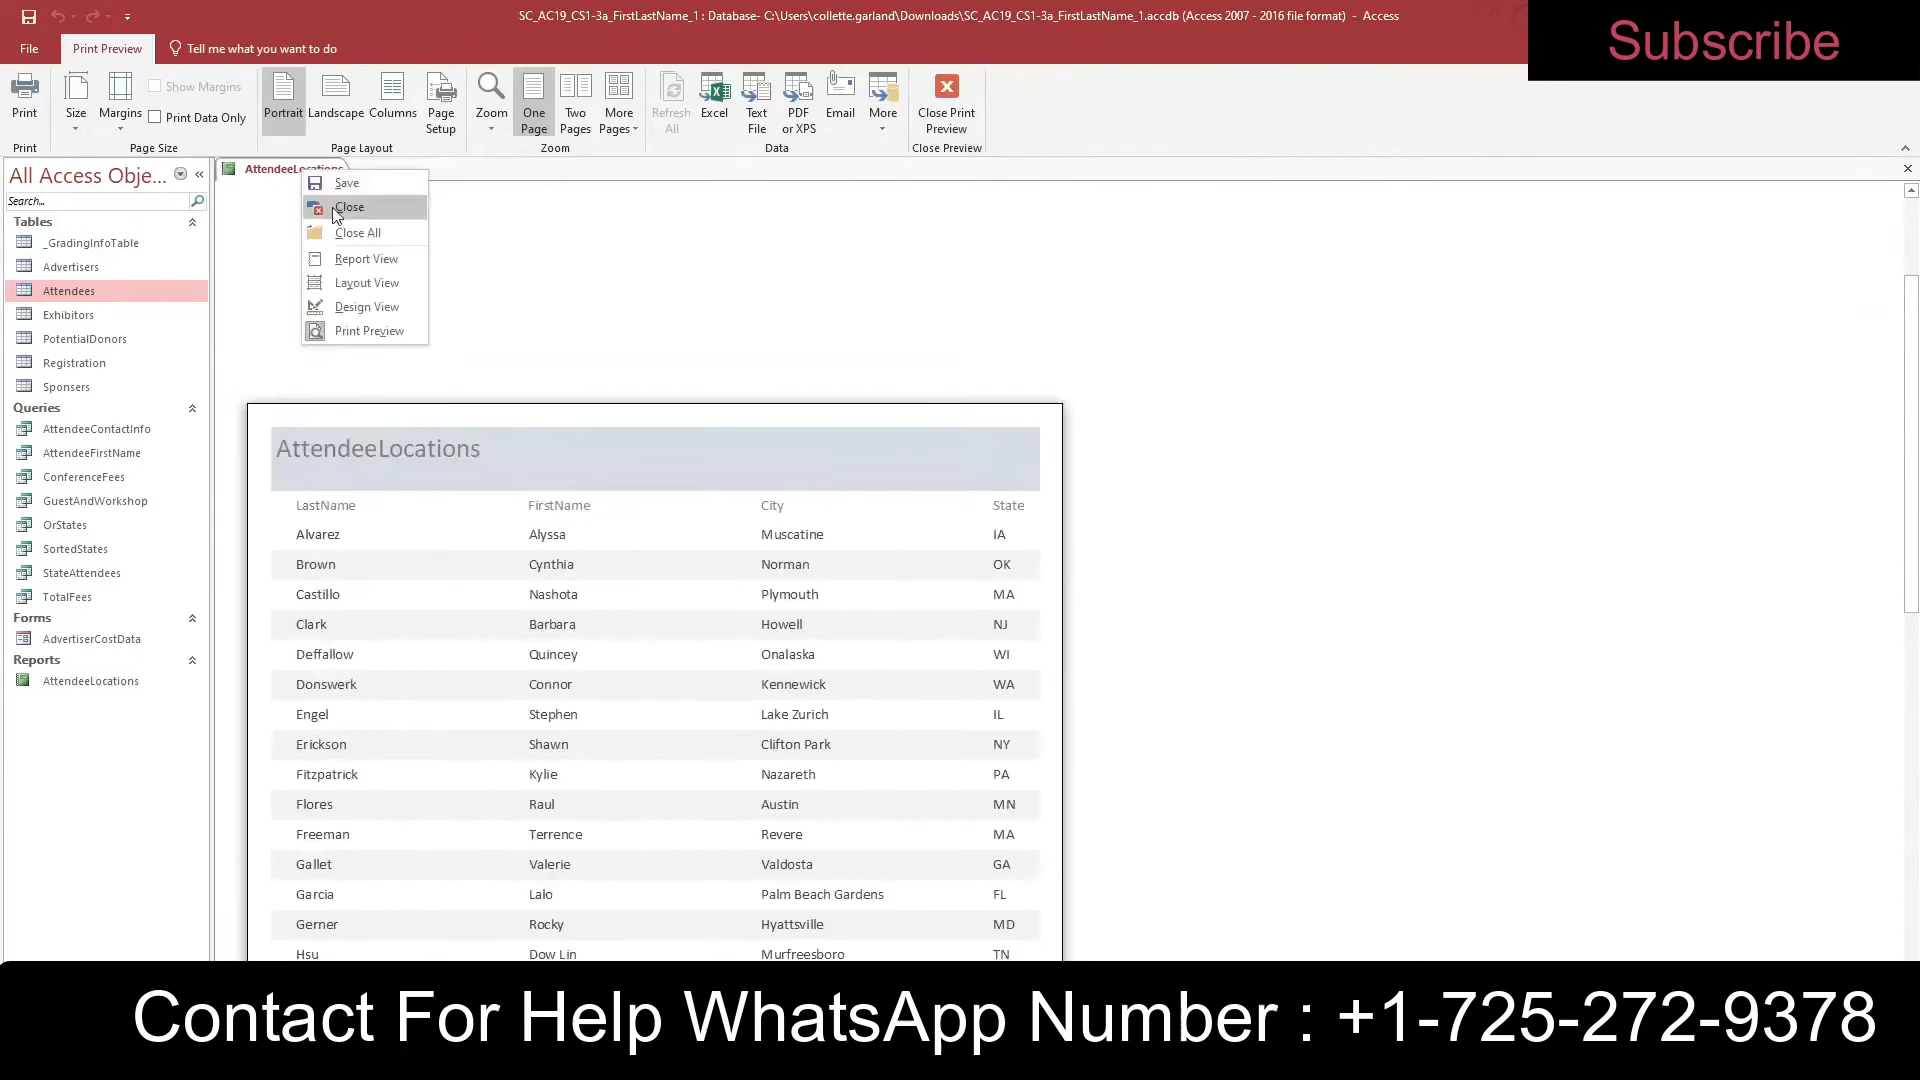 SC_AC19_CS1-3a_FirstLastName_1 : Database- C:\Users\collette.garland\Downloads\SC_AC19_CS1-3a_FirstLastName_1.accdb (Access 2007 - 2016 file format) - Access
Subscribe
File
Print Preview
Tell me what you want to do
Print
Size
Margins
Show Margins
Print Data Only
Portrait
Landscape
Columns
Page Setup
Zoom
One Page
Two Pages
More Pages
Refresh All
Excel
Text File
PDF or XPS
Email
More
Close Print Preview
Print
Page Size
Page Layout
Zoom
Data
Close Preview
All Access Obje...
Search...
Tables
_GradingInfoTable
Advertisers
Attendees
Exhibitors
PotentialDonors
Registration
Sponsers
Queries
AttendeeContactInfo
AttendeeFirstName
ConferenceFees
GuestAndWorkshop
OrStates
SortedStates
StateAttendees
TotalFees
Forms
AdvertiserCostData
Reports
AttendeeLocations
AttendeeLocations
Save
Close
Close All
Report View
Layout View
Design View
Print Preview
AttendeeLocations
LastName FirstName City State
Alvarez Alyssa Muscatine IA
Brown Cynthia Norman OK
Castillo Nashota Plymouth MA
Clark Barbara Howell NJ
Deffallow Quincey Onalaska WI
Donswerk Connor Kennewick WA
Engel Stephen Lake Zurich IL
Erickson Shawn Clifton Park NY
Fitzpatrick Kylie Nazareth PA
Flores Raul Austin MN
Freeman Terrence Revere MA
Gallet Valerie Valdosta GA
Garcia Lalo Palm Beach Gardens FL
Gerner Rocky Hyattsville MD
Hsu Dow Lin Murfreesboro TN
Contact For Help WhatsApp Number : +1-725-272-9378